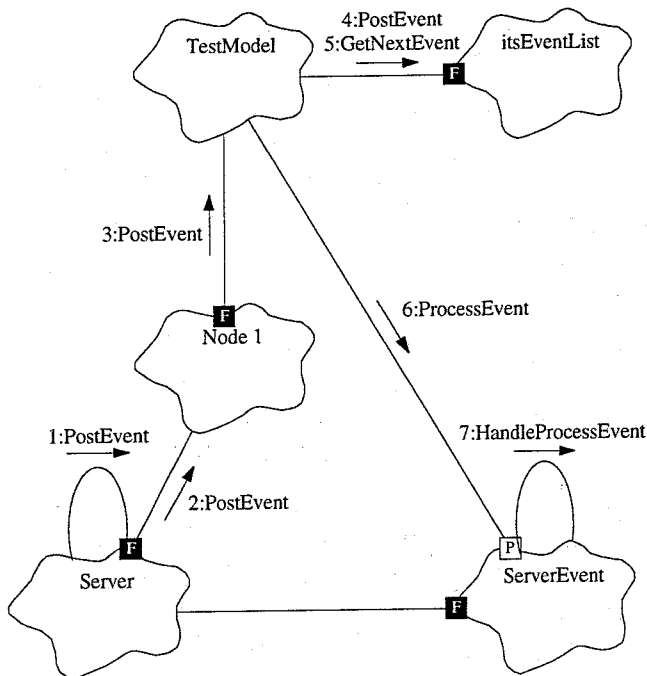 TestModel
4:PostEvent
5:GetNextEvent
itsEventList
F
3:PostEvent
F
Node 1
6:ProcessEvent
1:PostEvent
2:PostEvent
7:HandleProcessEvent
F
P
Server
ServerEvent
F